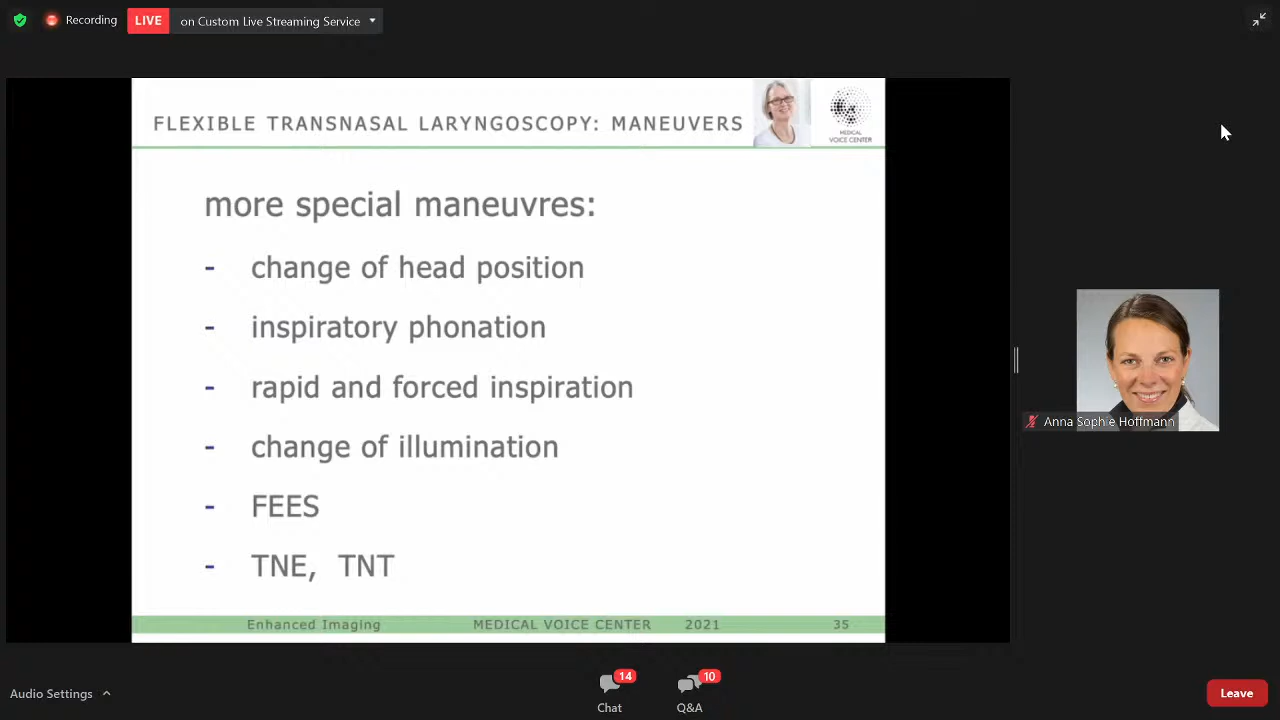 Recording
LIVE
on Custom Live Streaming Service
FLEXIBLE TRANSNASAL LARYNGOSCOPY: MANEUVERS
MEDICAL
VOICE CENTER
more special maneuvres:
- change of head position
- inspiratory phonation
- rapid and forced inspiration
- change of illumination
- FEES
- TNE, TNT
Enhanced Imaging MEDICAL VOICE CENTER 2021 35
Anna Sophie Hoffmann
Audio Settings
14
Chat
10
Q&A
Leave